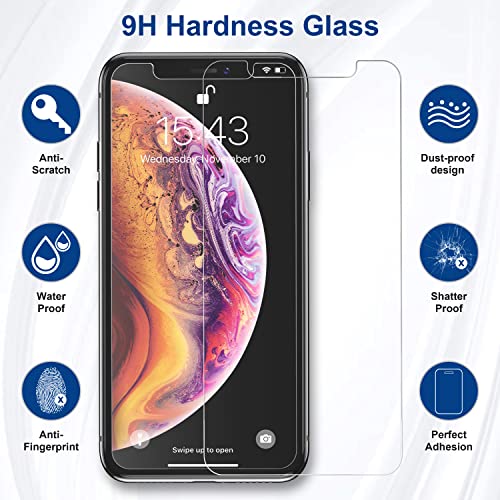 9H Hardness Glass
15:43
Wednesday, November 10
Swipe up to open
Anti-
Scratch
Water
Proof
Anti-
Fingerprint
Dust-proof
design
Shatter
Proof
Perfect
Adhesion